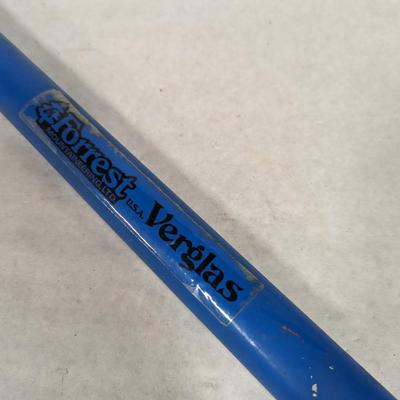 Forrest
MOUNTAINEERING, LTD.
U.S.A.
Verglas